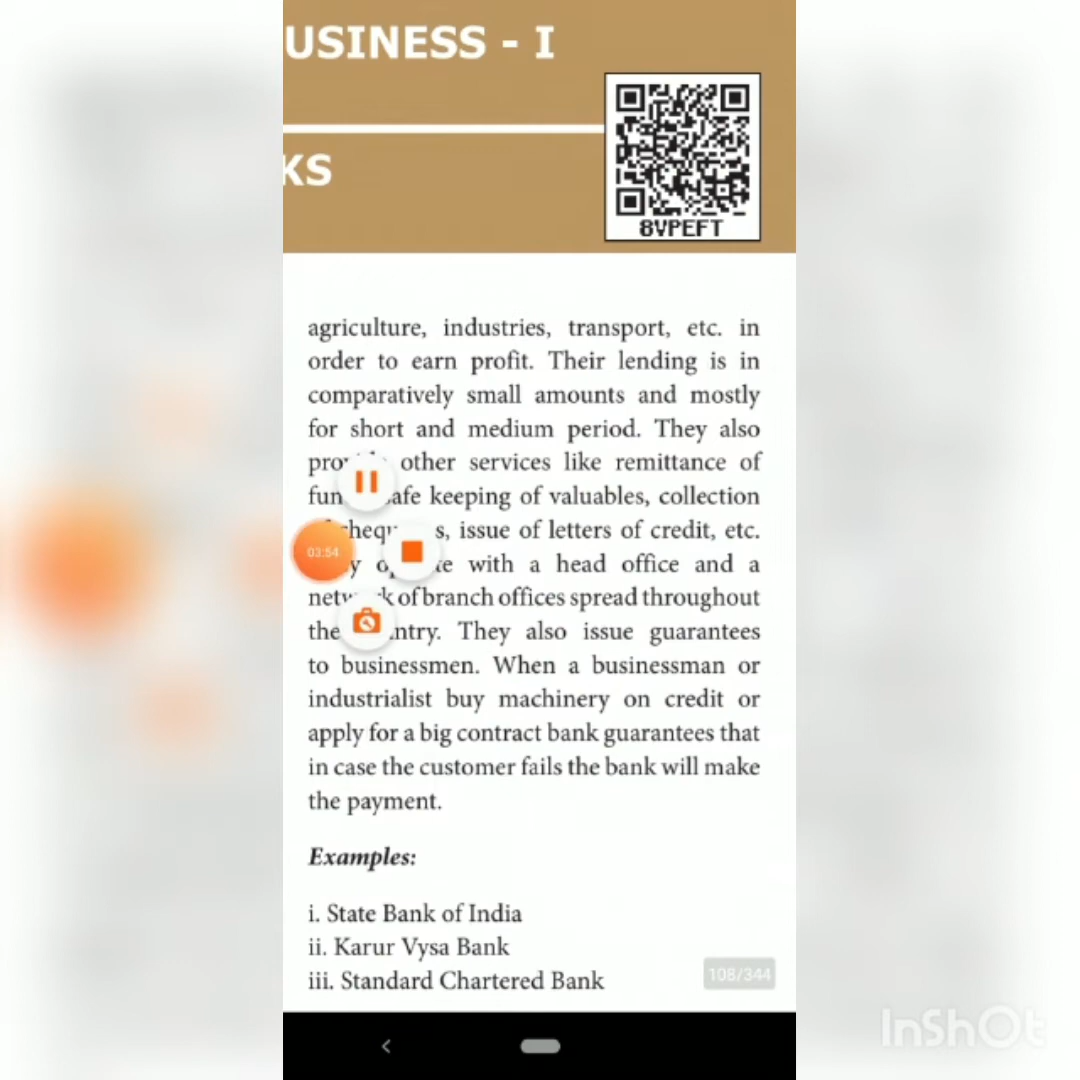 USINESS - I
KS
8VPEFT
agriculture, industries, transport, etc. in
order to earn profit. Their lending is in
comparatively small amounts and mostly
for short and medium period. They also
other services like remittance of
keeping of valuables, collection
issue of letters of credit, etc.
with a head office and a
of branch offices spread throughout
They also issue guarantees
to businessmen. When a businessman or
industrialist buy machinery on credit or
apply for a big contract bank guarantees that
in case the customer fails the bank will make
the payment.
Examples:
i. State Bank of India
ii. Karur Vysa Bank
iii. Standard Chartered Bank
03:54
108/344
InShOt